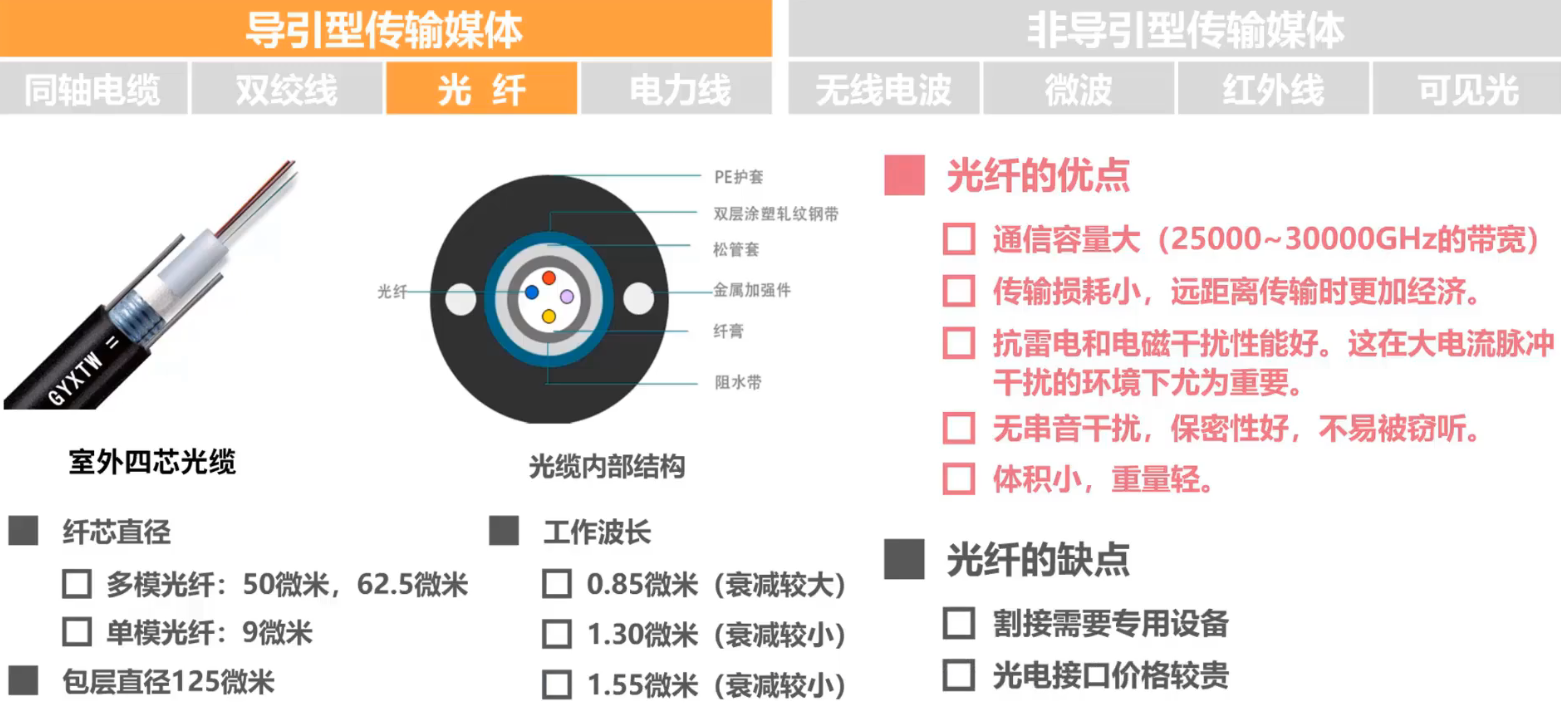 导引型传输媒体
非导引型传输媒体
同轴电缆
双绞线
光 纤
电力线
无线电波
微波
红外线
可见光
GYXTW =
室外四芯光缆
PE护套
双层涂塑轧纹钢带
松管套
光纤
金属加强件
纤膏
阻水带
光缆内部结构
纤芯直径
多模光纤：50微米，62.5微米
单模光纤：9微米
包层直径125微米
工作波长
0.85微米（衰减较大）
1.30微米（衰减较小）
1.55微米（衰减较小）
光纤的优点
通信容量大（25000~30000GHz的带宽）
传输损耗小，远距离传输时更加经济。
抗雷电和电磁干扰性能好。这在大电流脉冲
干扰的环境下尤为重要。
无串音干扰，保密性好，不易被窃听。
体积小，重量轻。
光纤的缺点
割接需要专用设备
光电接口价格较贵